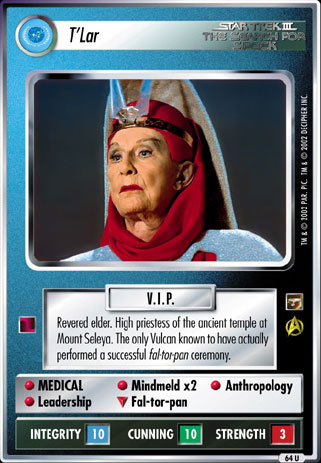 T'Lar
STAR TREK III
THE SEARCH FOR
SPOCK
TM & © 2002 PAR. PIC. TM & © 2002 DECIPHER INC.
V.I.P.
Revered elder. High priestess of the ancient temple at
Mount Seleya. The only Vulcan known to have actually
performed a successful fal-tor-pan ceremony.
MEDICAL Mindmeld x2 Anthropology
Leadership Fal-tor-pan
INTEGRITY 10 CUNNING 10 STRENGTH 3
64 U